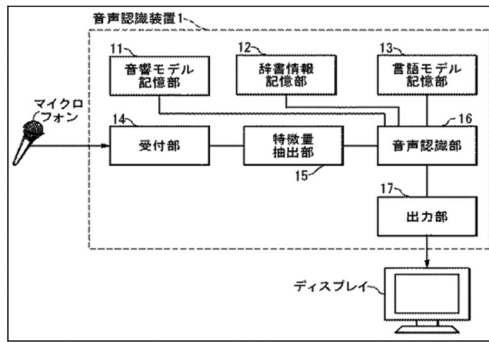 音声認識装置1
11
音響モデル
記憶部
12
辞書情報
記憶部
13
言語モデル
記憶部
マイクロ
フォン
14
受付部
特徴量
抽出部
15
16
音声認識部
17
出力部
ディスプレイ